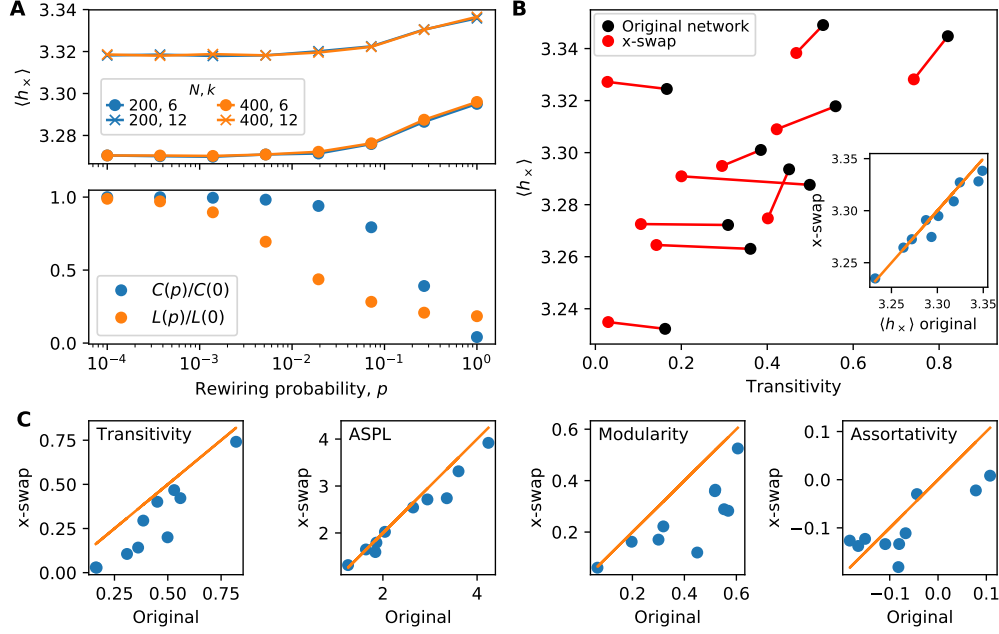 A
⟨h×⟩
3.34
3.32
3.30
3.28
N, k
200, 6
400, 6
200, 12
400, 12
1.0
0.5
0.0
C(p)/C(0)
L(p)/L(0)
10⁻⁴
10⁻³
10⁻²
10⁻¹
10⁰
Rewiring probability, p
B
⟨h×⟩
3.34
3.32
3.30
3.28
3.26
3.24
Original network
x-swap
x-swap
3.35
3.30
3.25
3.25
3.30
3.35
⟨h×⟩ original
0.0
0.2
0.4
0.6
0.8
Transitivity
C
Transitivity
x-swap
0.75
0.50
0.25
0.00
0.25
0.50
0.75
Original
ASPL
x-swap
4
3
2
2
4
Original
Modularity
x-swap
0.6
0.4
0.2
0.2
0.4
0.6
Original
Assortativity
x-swap
0.1
0.0
−0.1
−0.1
0.0
0.1
Original